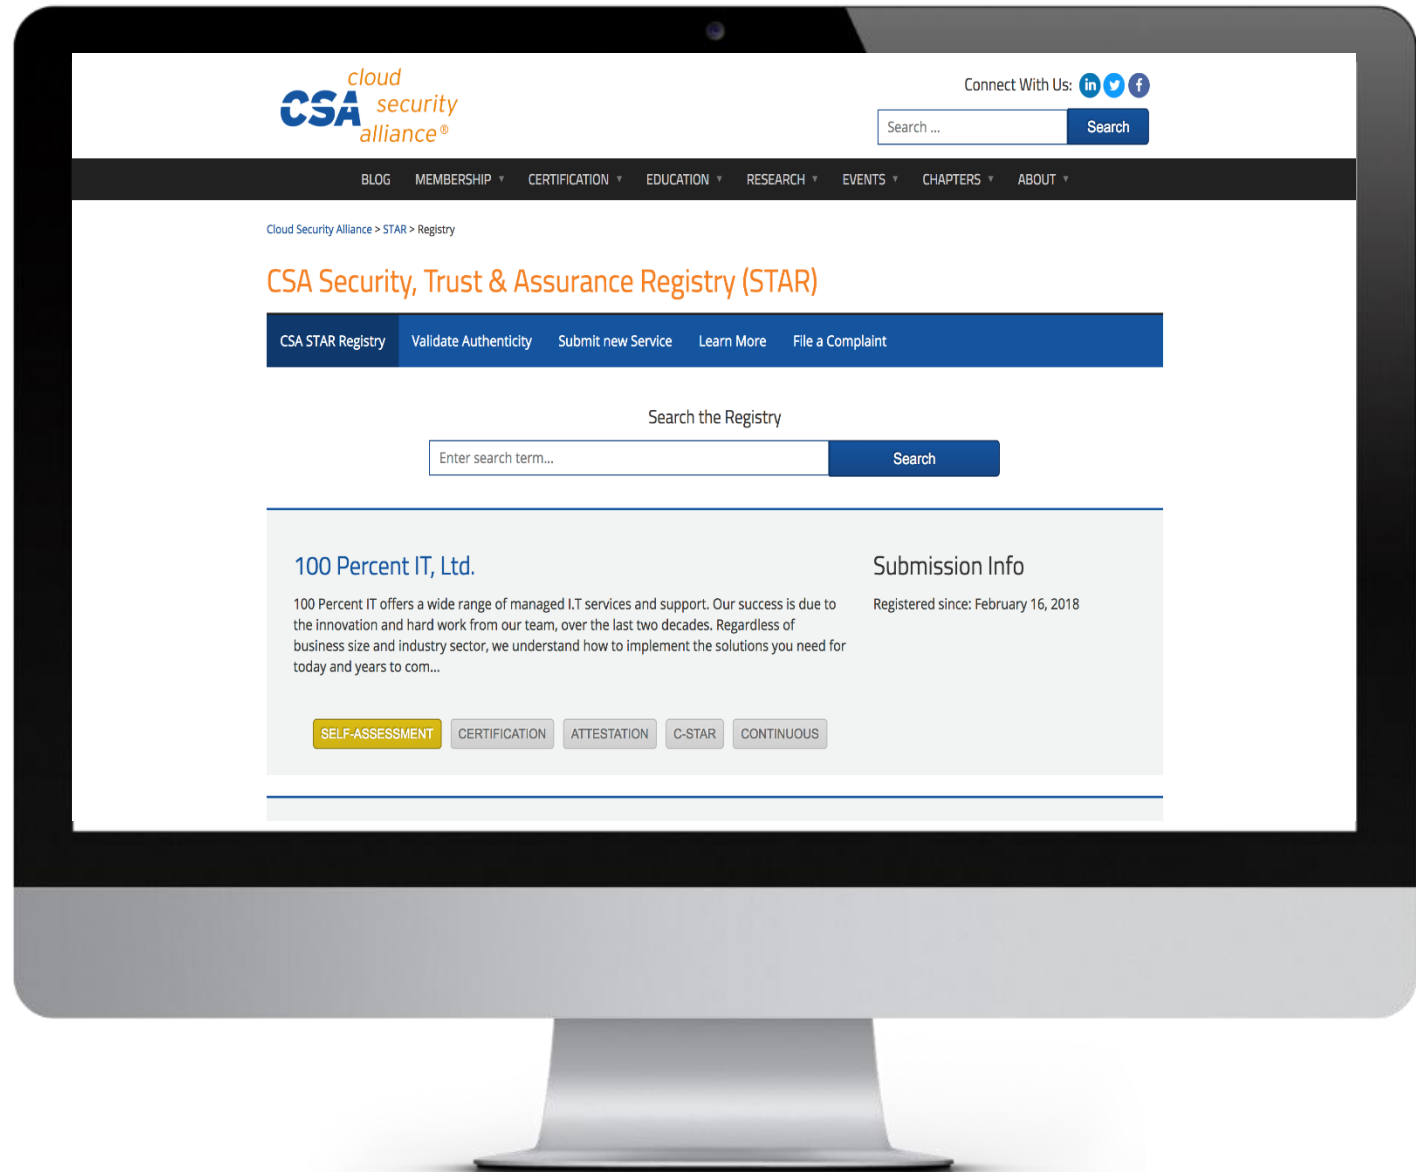 cloud
CSA security
alliance®
Connect With Us: in f
Search ... Search
BLOG MEMBERSHIP CERTIFICATION EDUCATION RESEARCH EVENTS CHAPTERS ABOUT
Cloud Security Alliance > STAR > Registry
CSA Security, Trust & Assurance Registry (STAR)
CSA STAR Registry Validate Authenticity Submit new Service Learn More File a Complaint
Search the Registry
Enter search term... Search
100 Percent IT, Ltd.
100 Percent IT offers a wide range of managed I.T services and support. Our success is due to
the innovation and hard work from our team, over the last two decades. Regardless of
business size and industry sector, we understand how to implement the solutions you need for
today and years to com...
Submission Info
Registered since: February 16, 2018
SELF-ASSESSMENT CERTIFICATION ATTESTATION C-STAR CONTINUOUS